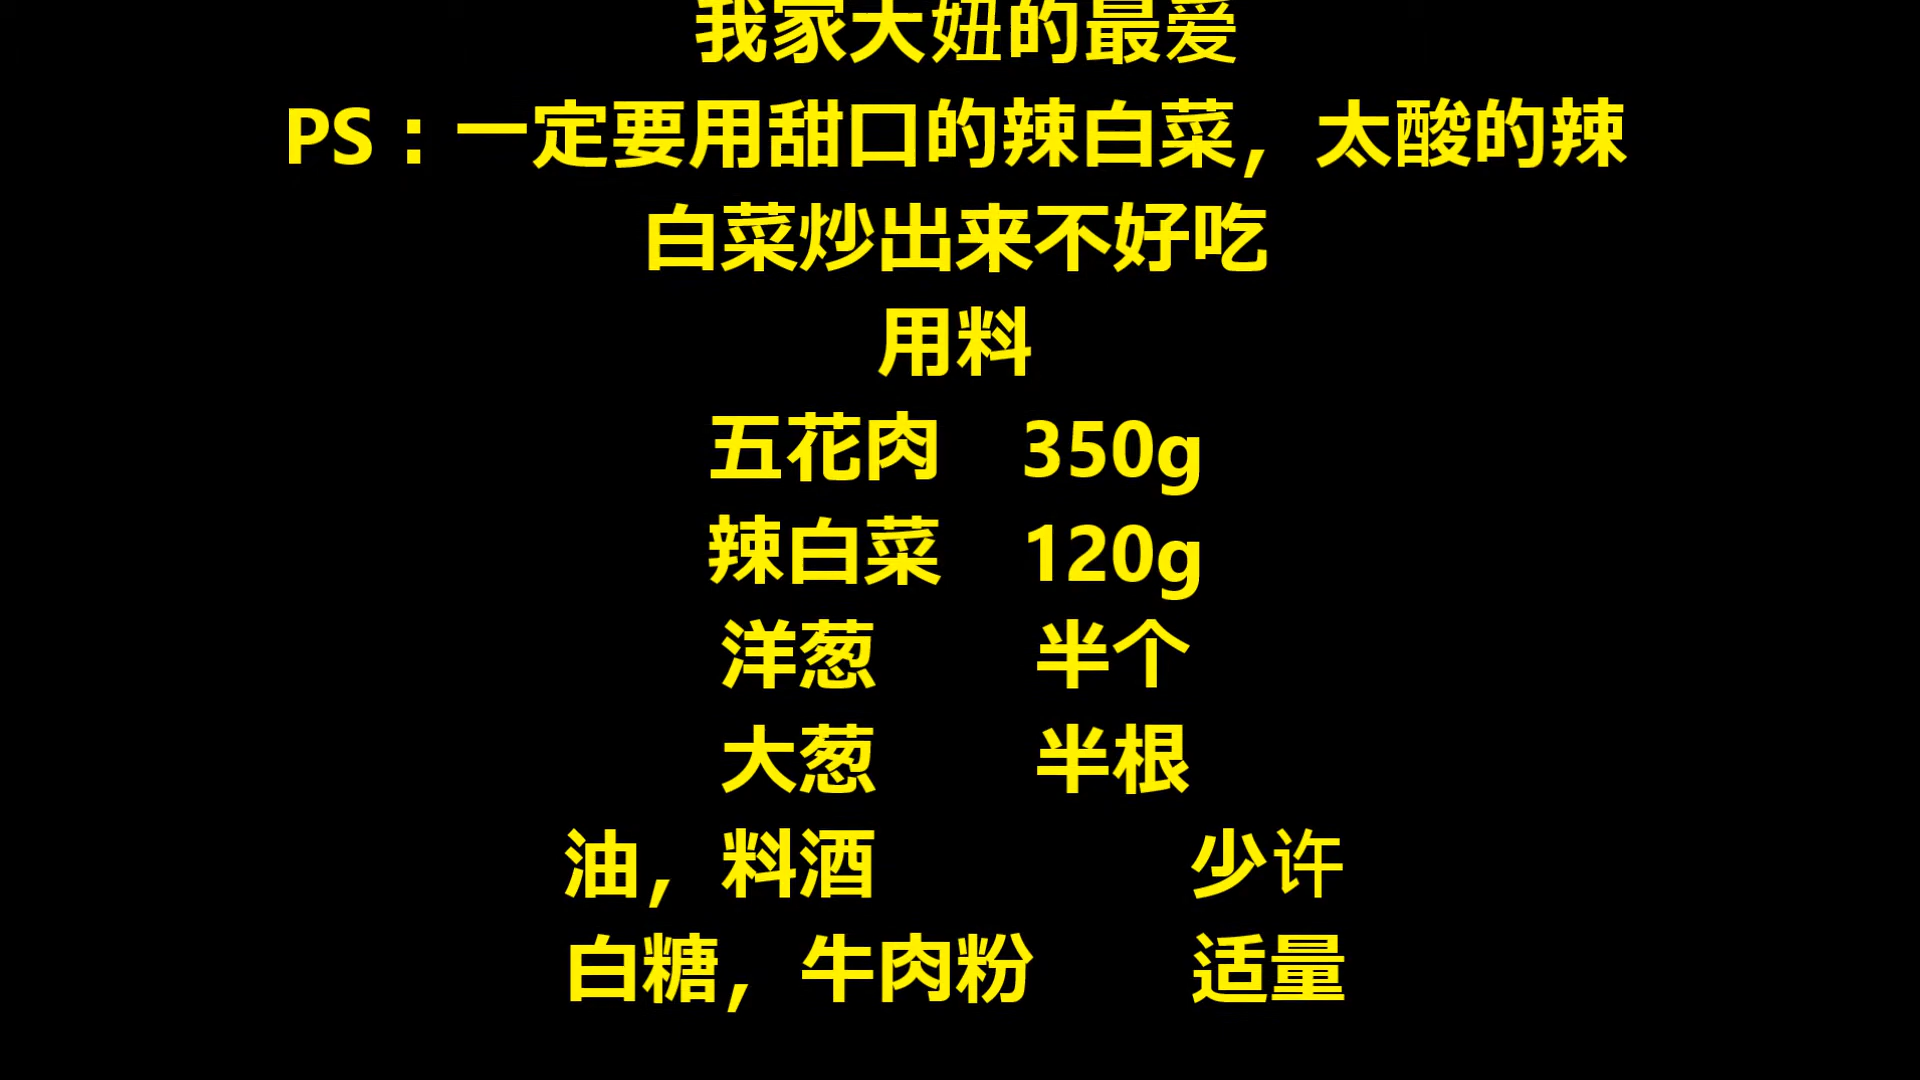 我家大妞的最爱
PS：一定要用甜口的辣白菜，太酸的辣
白菜炒出来不好吃
用料
五花肉 350g
辣白菜 120g
洋葱 半个
大葱 半根
油，料酒 少许
白糖，牛肉粉 适量